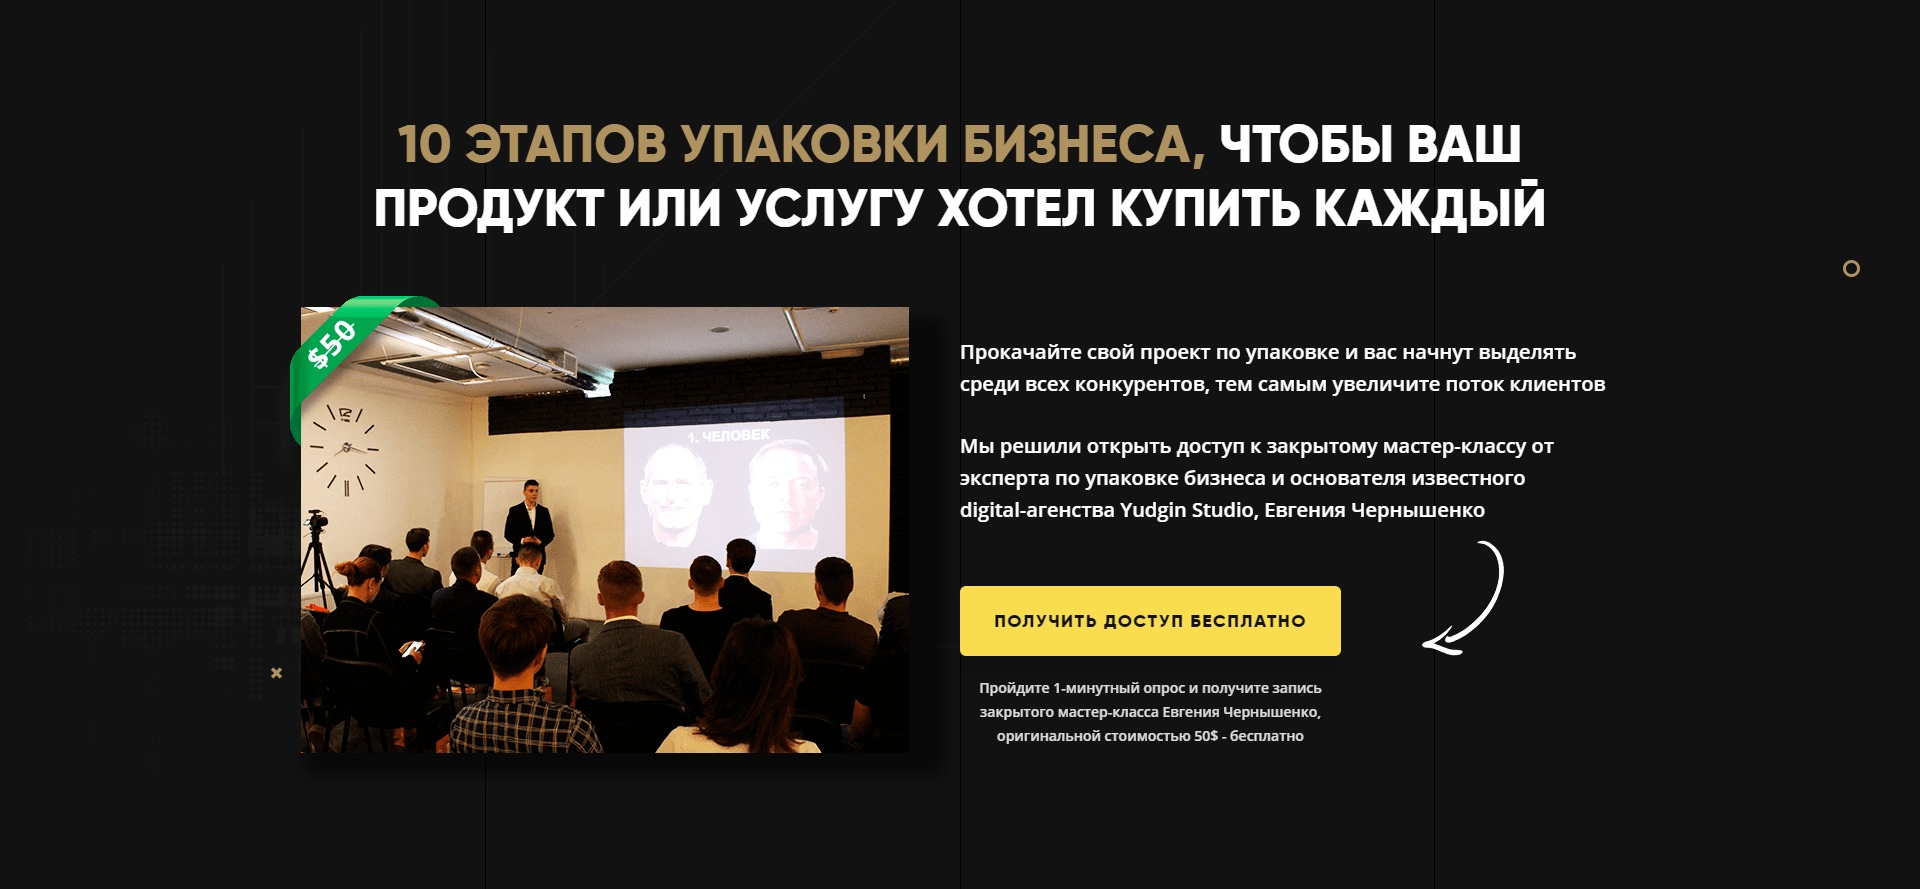 10 ЭТАПОВ УПАКОВКИ БИЗНЕСА, ЧТОБЫ ВАШ
ПРОДУКТ ИЛИ УСЛУГУ ХОТЕЛ КУПИТЬ КАЖДЫЙ
$50
1. ЧЕЛОВЕК
Прокачайте свой проект по упаковке и вас начнут выделять
среди всех конкурентов, тем самым увеличите поток клиентов
Мы решили открыть доступ к закрытому мастер-классу от
эксперта по упаковке бизнеса и основателя известного
digital-агенства Yudgin Studio, Евгения Чернышенко
ПОЛУЧИТЬ ДОСТУП БЕСПЛАТНО
Пройдите 1-минутный опрос и получите запись
закрытого мастер-класса Евгения Чернышенко,
оригинальной стоимостью 50$ - бесплатно